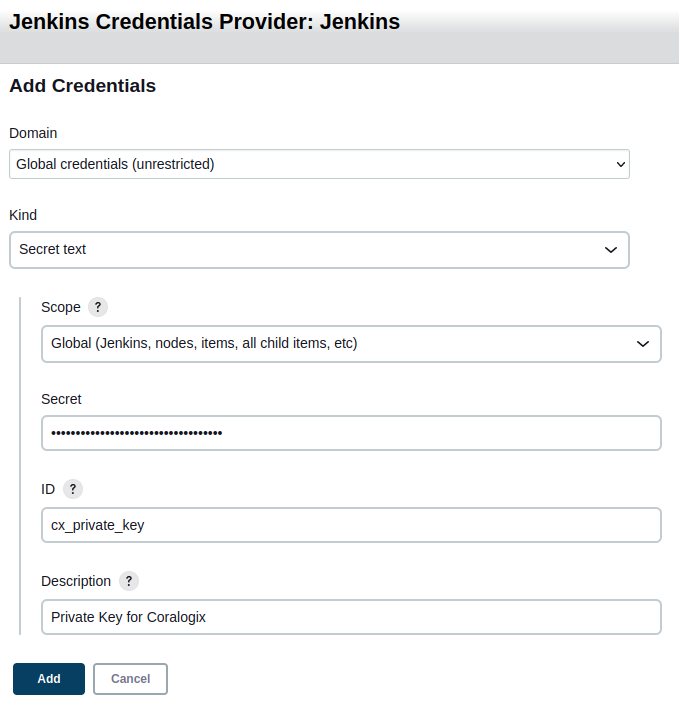 Jenkins Credentials Provider: Jenkins
Add Credentials
Domain
Global credentials (unrestricted)
Kind
Secret text
Scope ?
Global (Jenkins, nodes, items, all child items, etc)
Secret
•••••••••••••••••••••••••••••••••••
ID ?
cx_private_key
Description ?
Private Key for Coralogix
Add Cancel